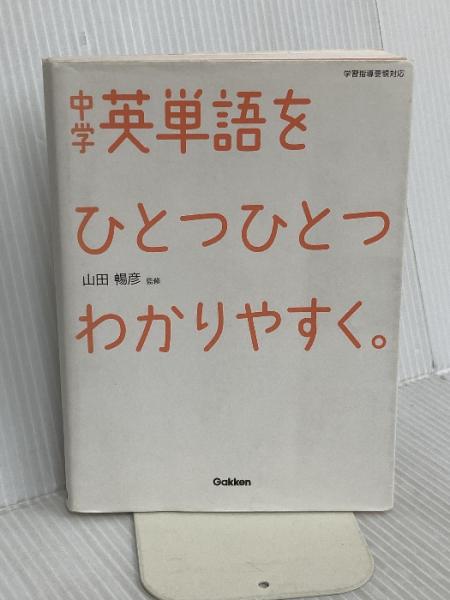 学習指導要領対応
中学 英単語を
ひとつひとつ
山田 暢彦 監修
わかりやすく。
Gakken